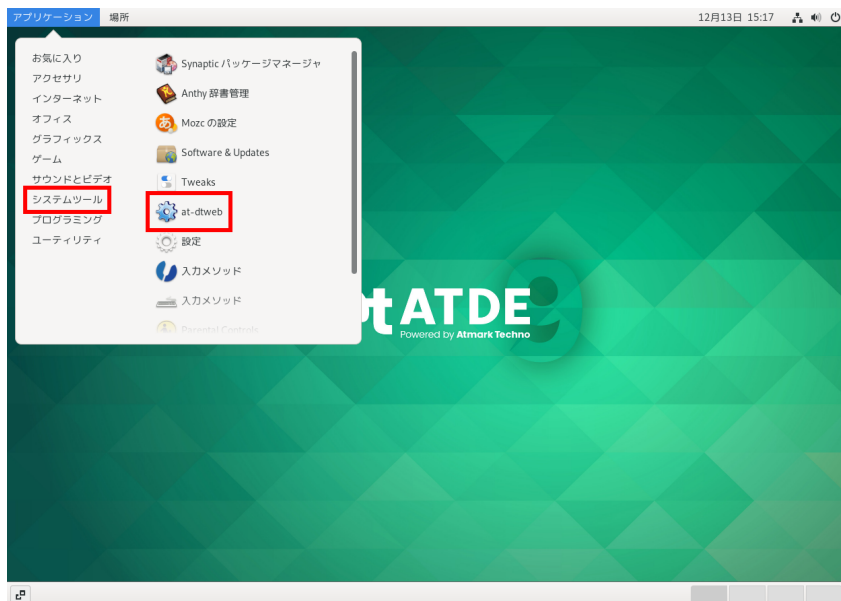 アプリケーション 場所 12月13日 15:17
お気に入り
アクセサリ
インターネット
オフィス
グラフィックス
ゲーム
サウンドとビデオ
システムツール
プログラミング
ユーティリティ
Synaptic パッケージマネージャ
Anthy 辞書管理
Mozc の設定
Software & Updates
Tweaks
at-dtweb
設定
入力メソッド
入力メソッド
Parental Controls
t ATDE 9
Powered by Atmark Techno